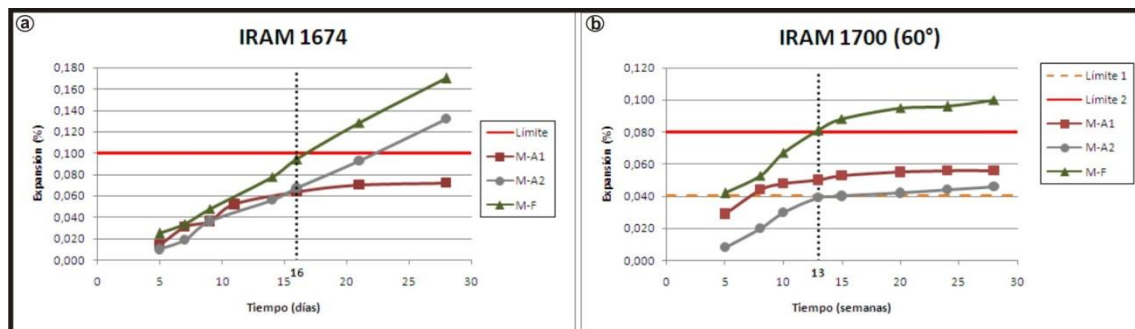 a
IRAM 1674
Expansión (%)
0,180
0,160
0,140
0,120
0,100
0,080
0,060
0,040
0,020
0,000
0 5 10 15 20 25 30
16
Tiempo (días)
Límite
M-A1
M-A2
M-F
b
IRAM 1700 (60°)
Expansión (%)
0,120
0,100
0,080
0,060
0,040
0,020
0,000
0 5 10 15 20 25 30
13
Tiempo (semanas)
Límite 1
Límite 2
M-A1
M-A2
M-F